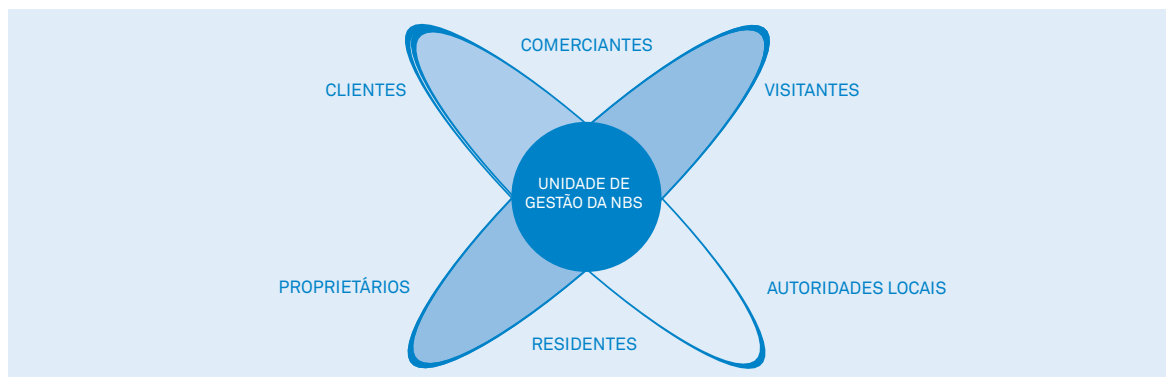 COMERCIANTES
CLIENTES
VISITANTES
UNIDADE DE
GESTÃO DA NBS
PROPRIETÁRIOS
AUTORIDADES LOCAIS
RESIDENTES